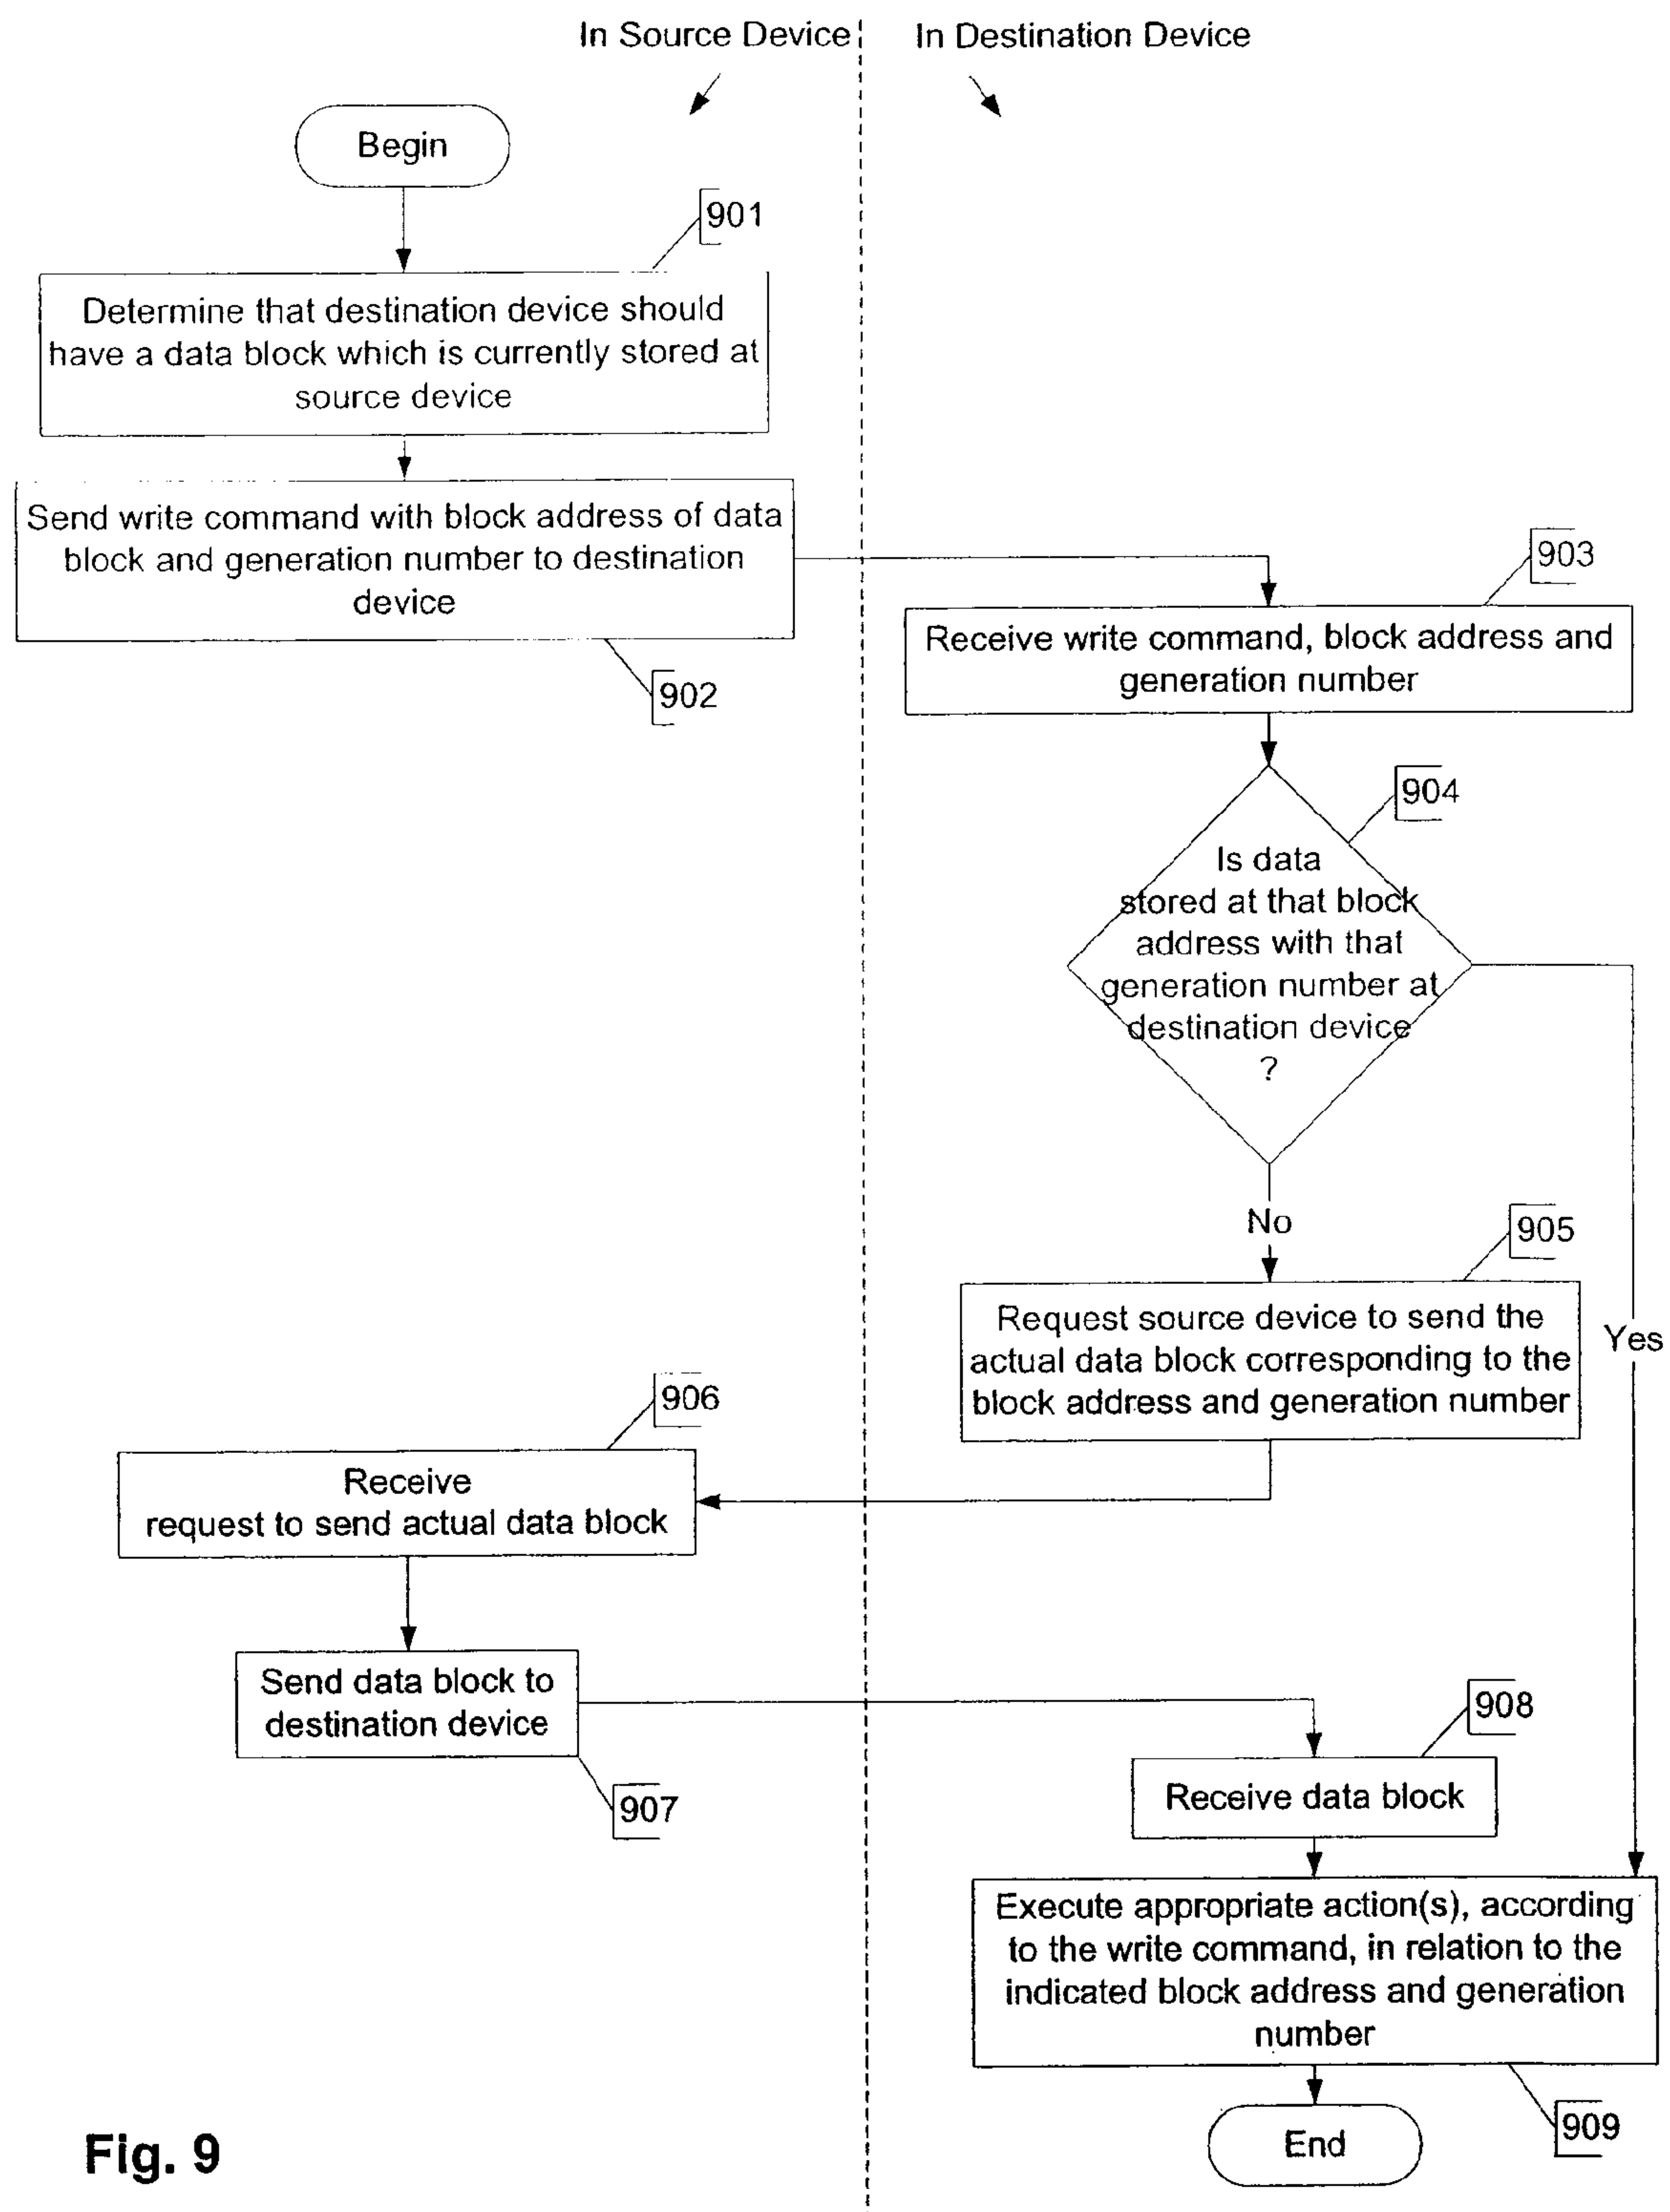 In Source Device
In Destination Device
Begin
901
Determine that destination device should
have a data block which is currently stored at
source device
Send write command with block address of data
block and generation number to destination
device
902
903
Receive write command, block address and
generation number
904
Is data
stored at that block
address with that
generation number at
destination device
?
No
Yes
905
Request source device to send the
actual data block corresponding to the
block address and generation number
906
Receive
request to send actual data block
Send data block to
destination device
907
908
Receive data block
Execute appropriate action(s), according
to the write command, in relation to the
indicated block address and generation
number
909
End
Fig. 9